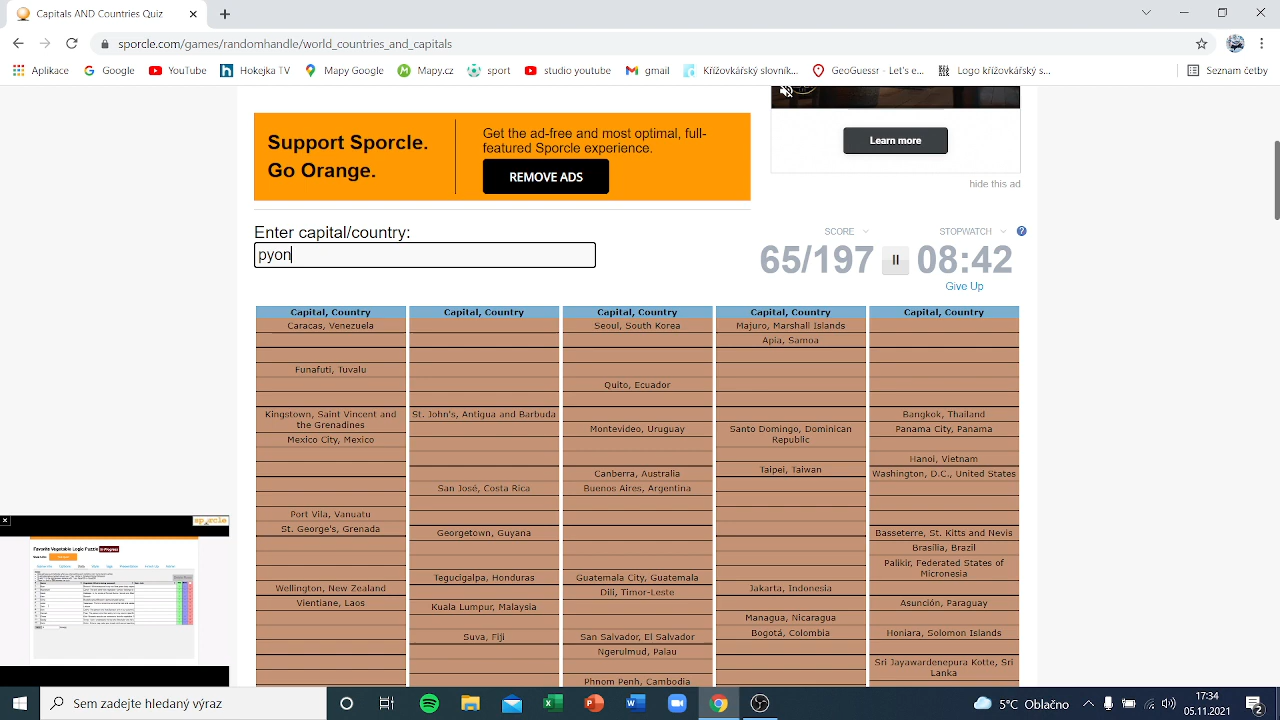 Capitals AND Countries Quiz
sporcle.com/games/mrandom/world_countries_and_capitals
Aplikace Google YouTube Hokejka TV Mapy Google Mapy.cz sport studio youtube gmail Křížovkářský slovník... GeoGuessr - Let's e... Logo křížovkářský s... Seznam četby
Support Sporcle.
Go Orange.
Get the ad-free and most optimal, full-
featured Sporcle experience.
REMOVE ADS
Learn more
hide this ad
Enter capital/country:
pyon
SCORE
65/197
STOPWATCH
08:42
Give Up
Capital, Country Capital, Country Capital, Country Capital, Country Capital, Country
Caracas, Venezuela Seoul, South Korea Majuro, Marshall Islands
Apia, Samoa
Funafuti, Tuvalu
Quito, Ecuador
Kingstown, Saint Vincent and
the Grenadines
St. John's, Antigua and Barbuda Bangkok, Thailand
Montevideo, Uruguay Santo Domingo, Dominican
Republic
Panama City, Panama
Mexico City, Mexico
Hanoi, Vietnam
Taipei, Taiwan
Canberra, Australia Washington, D.C., United States
San José, Costa Rica Buenos Aires, Argentina
Port Vila, Vanuatu
St. George's, Grenada
Georgetown, Guyana Basseterre, St. Kitts and Nevis
Brasília, Brazil
Palikir, Federated States of
Micronesia
Tegucigalpa, Honduras Guatemala City, Guatemala
Wellington, New Zealand Dili, Timor-Leste Jakarta, Indonesia
Vientiane, Laos Asunción, Paraguay
Kuala Lumpur, Malaysia
Managua, Nicaragua
Suva, Fiji San Salvador, El Salvador Bogotá, Colombia Honiara, Solomon Islands
Ngerulmud, Palau
Sri Jayawardenepura Kotte, Sri
Lanka
Phnom Penh, Cambodia
sporcle
Favorite Vegetable Logic Puzzle In Progress
Sem zadejte hledaný výraz
5°C Oblačno
17:34
05.11.2021